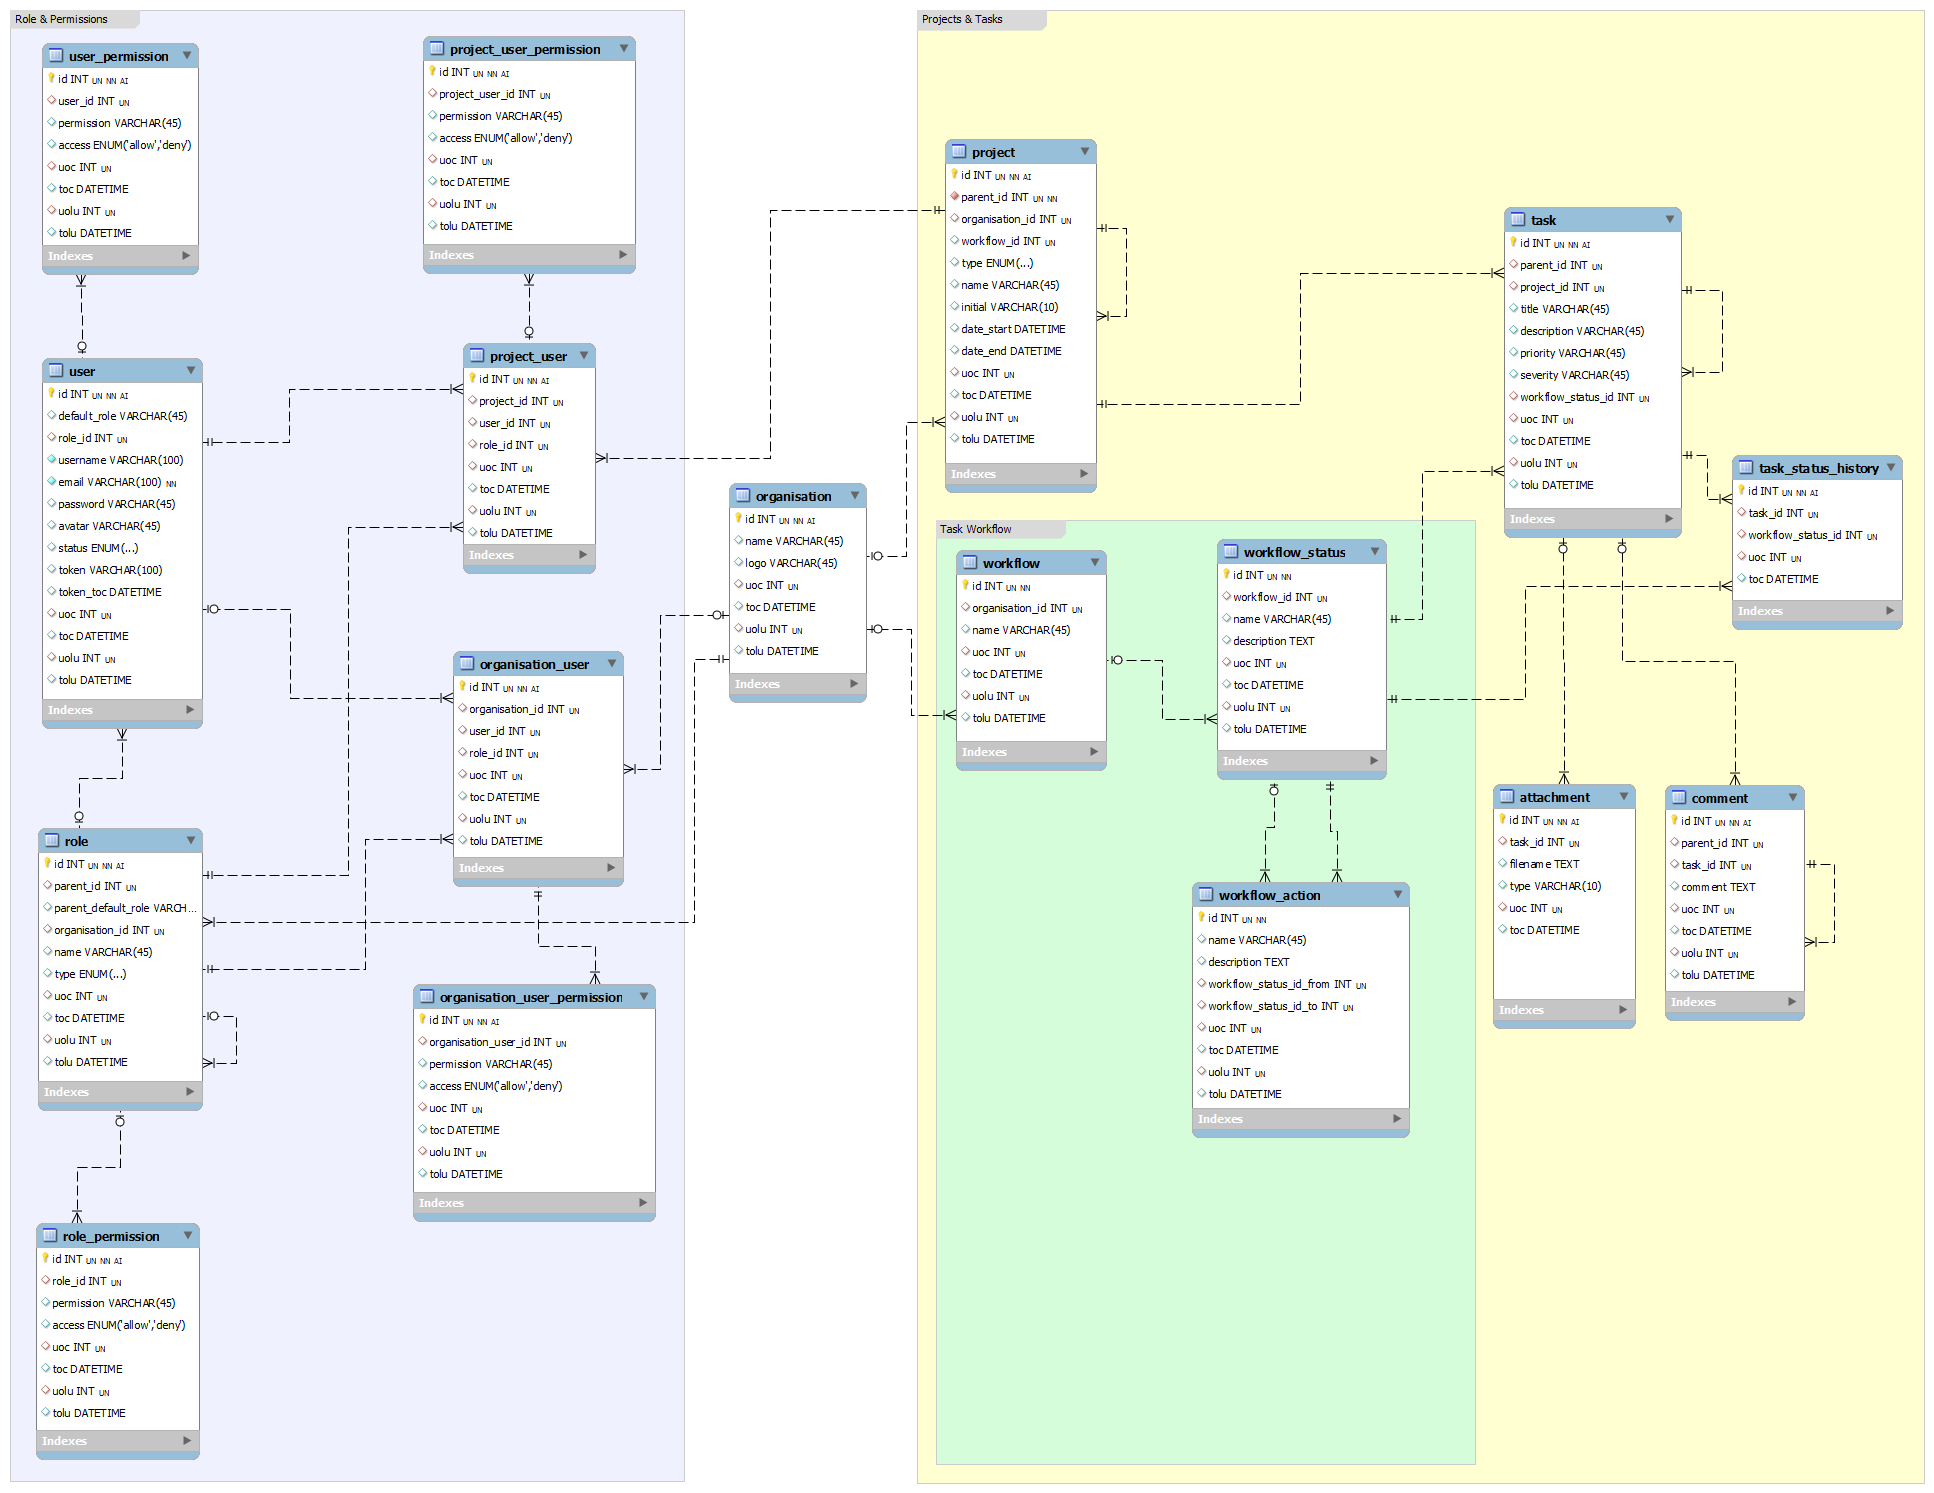 Role & Permissions
user_permission
id INT UN NN AI
user_id INT UN
permission VARCHAR(45)
access ENUM('allow','deny')
uoc INT UN
toc DATETIME
uolu INT UN
tolu DATETIME
Indexes
project_user_permission
id INT UN NN AI
project_user_id INT UN
permission VARCHAR(45)
access ENUM('allow','deny')
uoc INT UN
toc DATETIME
uolu INT UN
tolu DATETIME
Indexes
user
id INT UN NN AI
default_role VARCHAR(45)
role_id INT UN
username VARCHAR(100)
email VARCHAR(100) NN
password VARCHAR(45)
avatar VARCHAR(45)
status ENUM(...)
token VARCHAR(100)
token_toc DATETIME
uoc INT UN
toc DATETIME
uolu INT UN
tolu DATETIME
Indexes
project_user
id INT UN NN AI
project_id INT UN
user_id INT UN
role_id INT UN
uoc INT UN
toc DATETIME
uolu INT UN
tolu DATETIME
Indexes
organisation_user
id INT UN NN AI
organisation_id INT UN
user_id INT UN
role_id INT UN
uoc INT UN
toc DATETIME
uolu INT UN
tolu DATETIME
Indexes
role
id INT UN NN AI
parent_id INT UN
parent_default_role VARCH...
organisation_id INT UN
name VARCHAR(45)
type ENUM(...)
uoc INT UN
toc DATETIME
uolu INT UN
tolu DATETIME
Indexes
organisation_user_permission
id INT UN NN AI
organisation_user_id INT UN
permission VARCHAR(45)
access ENUM('allow','deny')
uoc INT UN
toc DATETIME
uolu INT UN
tolu DATETIME
Indexes
role_permission
id INT UN NN AI
role_id INT UN
permission VARCHAR(45)
access ENUM('allow','deny')
uoc INT UN
toc DATETIME
uolu INT UN
tolu DATETIME
Indexes
organisation
id INT UN NN AI
name VARCHAR(45)
logo VARCHAR(45)
uoc INT UN
toc DATETIME
uolu INT UN
tolu DATETIME
Indexes
Projects & Tasks
project
id INT UN NN AI
parent_id INT UN NN
organisation_id INT UN
workflow_id INT UN
type ENUM(...)
name VARCHAR(45)
initial VARCHAR(10)
date_start DATETIME
date_end DATETIME
uoc INT UN
toc DATETIME
uolu INT UN
tolu DATETIME
Indexes
task
id INT UN NN AI
parent_id INT UN
project_id INT UN
title VARCHAR(45)
description VARCHAR(45)
priority VARCHAR(45)
severity VARCHAR(45)
workflow_status_id INT UN
uoc INT UN
toc DATETIME
uolu INT UN
tolu DATETIME
Indexes
task_status_history
id INT UN NN AI
task_id INT UN
workflow_status_id INT UN
uoc INT UN
toc DATETIME
Indexes
Task Workflow
workflow
id INT UN NN
organisation_id INT UN
name VARCHAR(45)
uoc INT UN
toc DATETIME
uolu INT UN
tolu DATETIME
Indexes
workflow_status
id INT UN NN
workflow_id INT UN
name VARCHAR(45)
description TEXT
uoc INT UN
toc DATETIME
uolu INT UN
tolu DATETIME
Indexes
workflow_action
id INT UN NN
name VARCHAR(45)
description TEXT
workflow_status_id_from INT UN
workflow_status_id_to INT UN
uoc INT UN
toc DATETIME
uolu INT UN
tolu DATETIME
Indexes
attachment
id INT UN NN AI
task_id INT UN
filename TEXT
type VARCHAR(10)
uoc INT UN
toc DATETIME
Indexes
comment
id INT UN NN AI
parent_id INT UN
task_id INT UN
comment TEXT
uoc INT UN
toc DATETIME
uolu INT UN
tolu DATETIME
Indexes